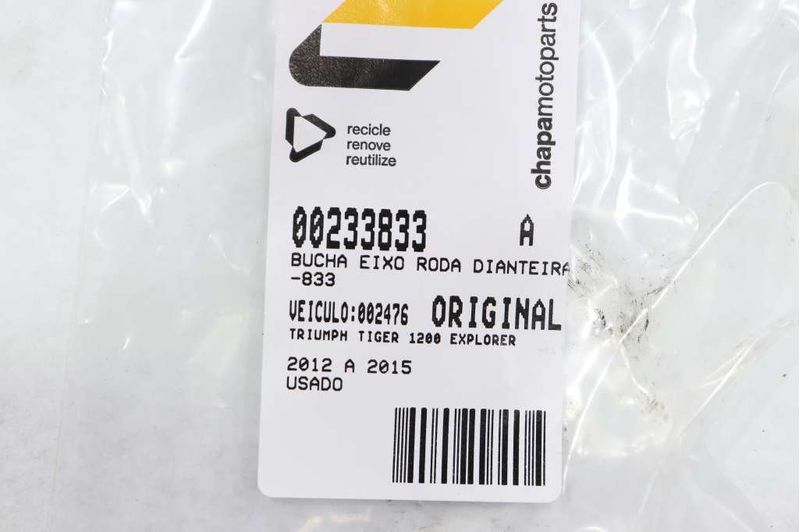 chapamotoparts
recicle
renove
reutilize
00233833 A
BUCHA EIXO RODA DIANTEIRA
-833
VEICULO:002476 ORIGINAL
TRIUMPH TIGER 1200 EXPLORER
2012 A 2015
USADO